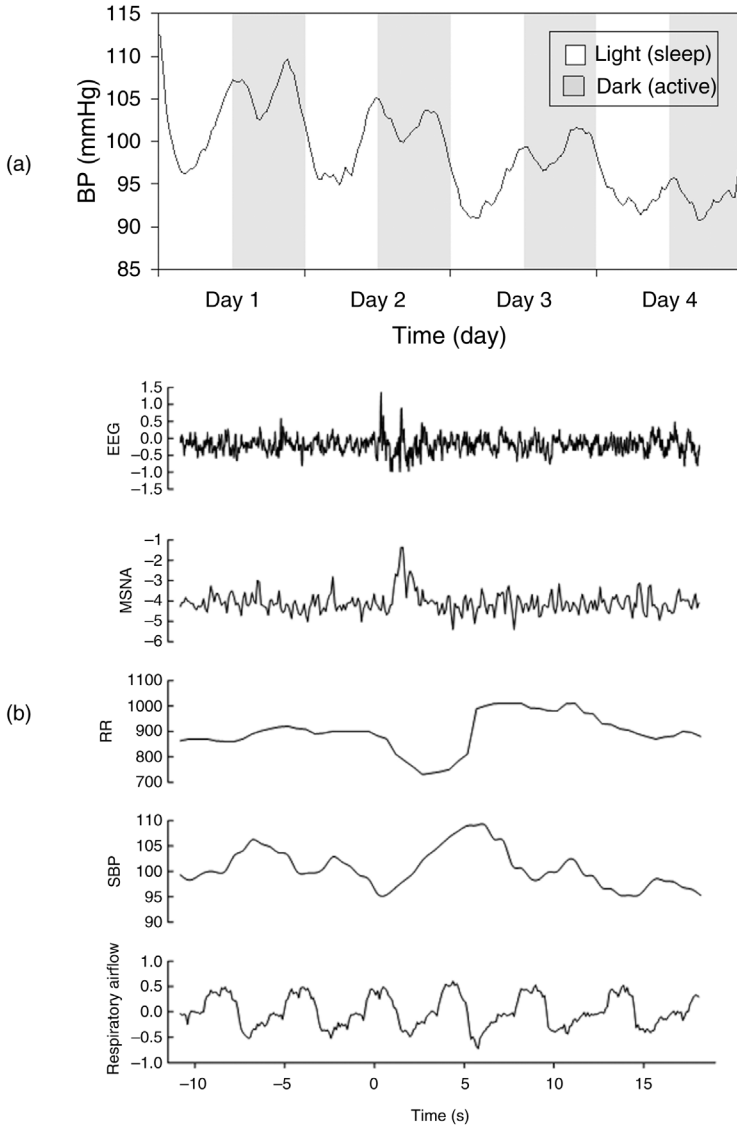 (a)
BP (mmHg)
115
110
105
100
95
90
85
Light (sleep)
Dark (active)
Day 1 Day 2 Day 3 Day 4
Time (day)
(b)
EEG
1.5
1.0
0.5
0.0
−0.5
−1.0
−1.5
MSNA
−1
−2
−3
−4
−5
−6
RR
1100
1000
900
800
700
SBP
110
105
100
95
90
Respiratory airflow
1.0
0.5
0.0
−0.5
−1.0
−10 −5 0 5 10 15
Time (s)